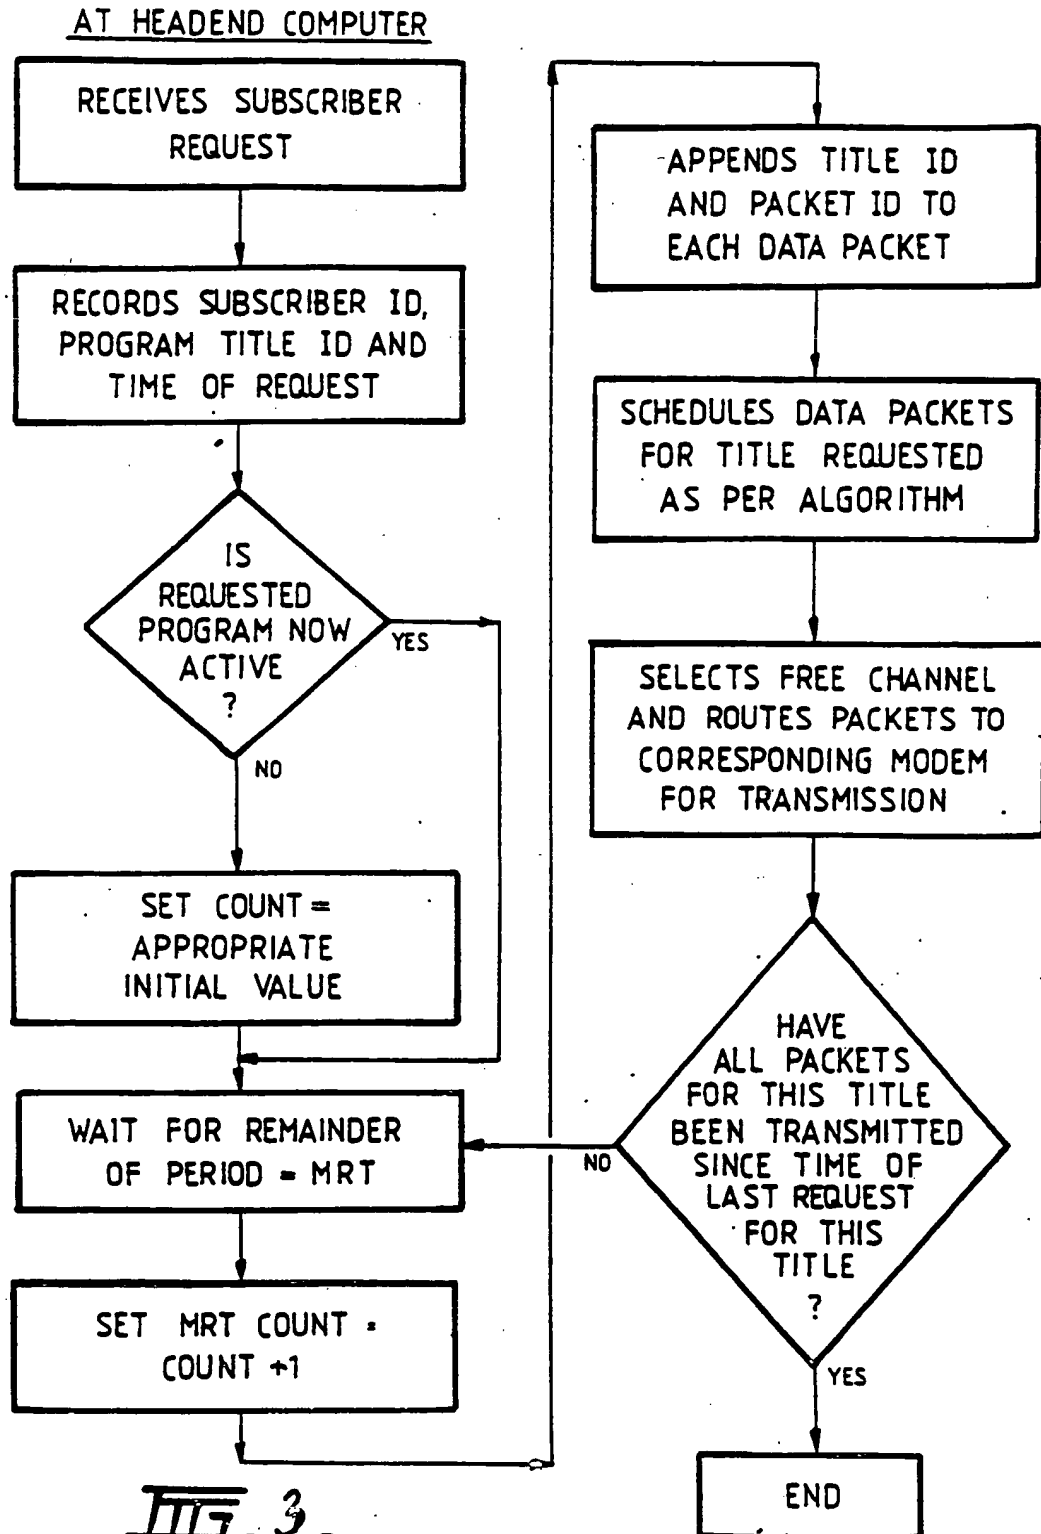 AT HEADEND COMPUTER
RECEIVES SUBSCRIBER
REQUEST
RECORDS SUBSCRIBER ID,
PROGRAM TITLE ID AND
TIME OF REQUEST
IS
REQUESTED
PROGRAM NOW
ACTIVE
?
YES
NO
SET COUNT =
APPROPRIATE
INITIAL VALUE
WAIT FOR REMAINDER
OF PERIOD = MRT
SET MRT COUNT =
COUNT +1
APPENDS TITLE ID
AND PACKET ID TO
EACH DATA PACKET
SCHEDULES DATA PACKETS
FOR TITLE REQUESTED
AS PER ALGORITHM
SELECTS FREE CHANNEL
AND ROUTES PACKETS TO
CORRESPONDING MODEM
FOR TRANSMISSION
HAVE
ALL PACKETS
FOR THIS TITLE
BEEN TRANSMITTED
SINCE TIME OF
LAST REQUEST
FOR THIS
TITLE
?
NO
YES
END
FIG. 3.